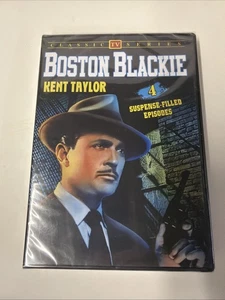 CLASSIC TV SERIES
BOSTON BLACKIE
KENT TAYLOR
4
SUSPENSE-FILLED
EPISODES